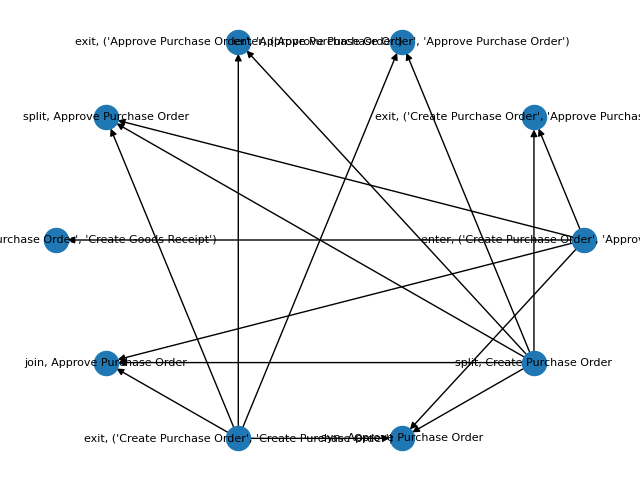 exit, ('Approve Purchase Order', 'Approve Purchase Order')
enter, ('Approve Purchase Order', 'Approve Purchase Order')
split, Approve Purchase Order
exit, ('Create Purchase Order', 'Approve Purchas
urchase Order', 'Create Goods Receipt')
enter, ('Create Purchase Order', 'Approv
join, Approve Purchase Order
split, Create Purchase Order
exit, ('Create Purchase Order', 'Create Purchase Order')
Approve Purchase Order